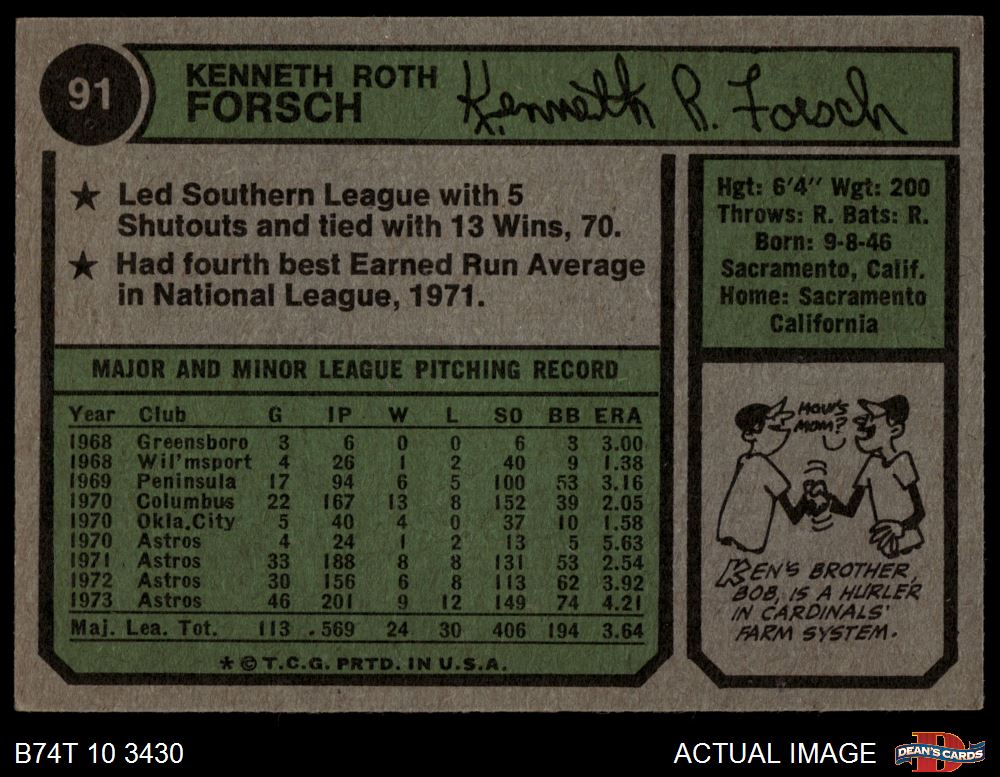 91
KENNETH ROTH
FORSCH
Kenneth R. Forsch
★ Led Southern League with 5
Shutouts and tied with 13 Wins, 70.
★ Had fourth best Earned Run Average
in National League, 1971.
Hgt: 6'4" Wgt: 200
Throws: R. Bats: R.
Born: 9-8-46
Sacramento, Calif.
Home: Sacramento
California
MAJOR AND MINOR LEAGUE PITCHING RECORD
Year Club G IP W L SO BB ERA
1968 Greensboro 3 6 0 0 6 3 3.00
1968 Wil'msport 4 26 1 2 40 9 1.38
1969 Peninsula 17 94 6 5 100 53 3.16
1970 Columbus 22 167 13 8 152 39 2.05
1970 Okla.City 5 40 4 0 37 10 1.58
1970 Astros 4 24 1 2 13 5 5.63
1971 Astros 33 188 8 8 131 53 2.54
1972 Astros 30 156 6 8 113 62 3.92
1973 Astros 46 201 9 12 149 74 4.21
Maj. Lea. Tot. 113 .569 24 30 406 194 3.64
* © T.C.G. PRTD. IN U.S.A.
HOW'S
MOM?
KEN'S BROTHER,
BOB, IS A HURLER
IN CARDINALS'
FARM SYSTEM.
B74T 10 3430
ACTUAL IMAGE
D
DEAN'S CARDS